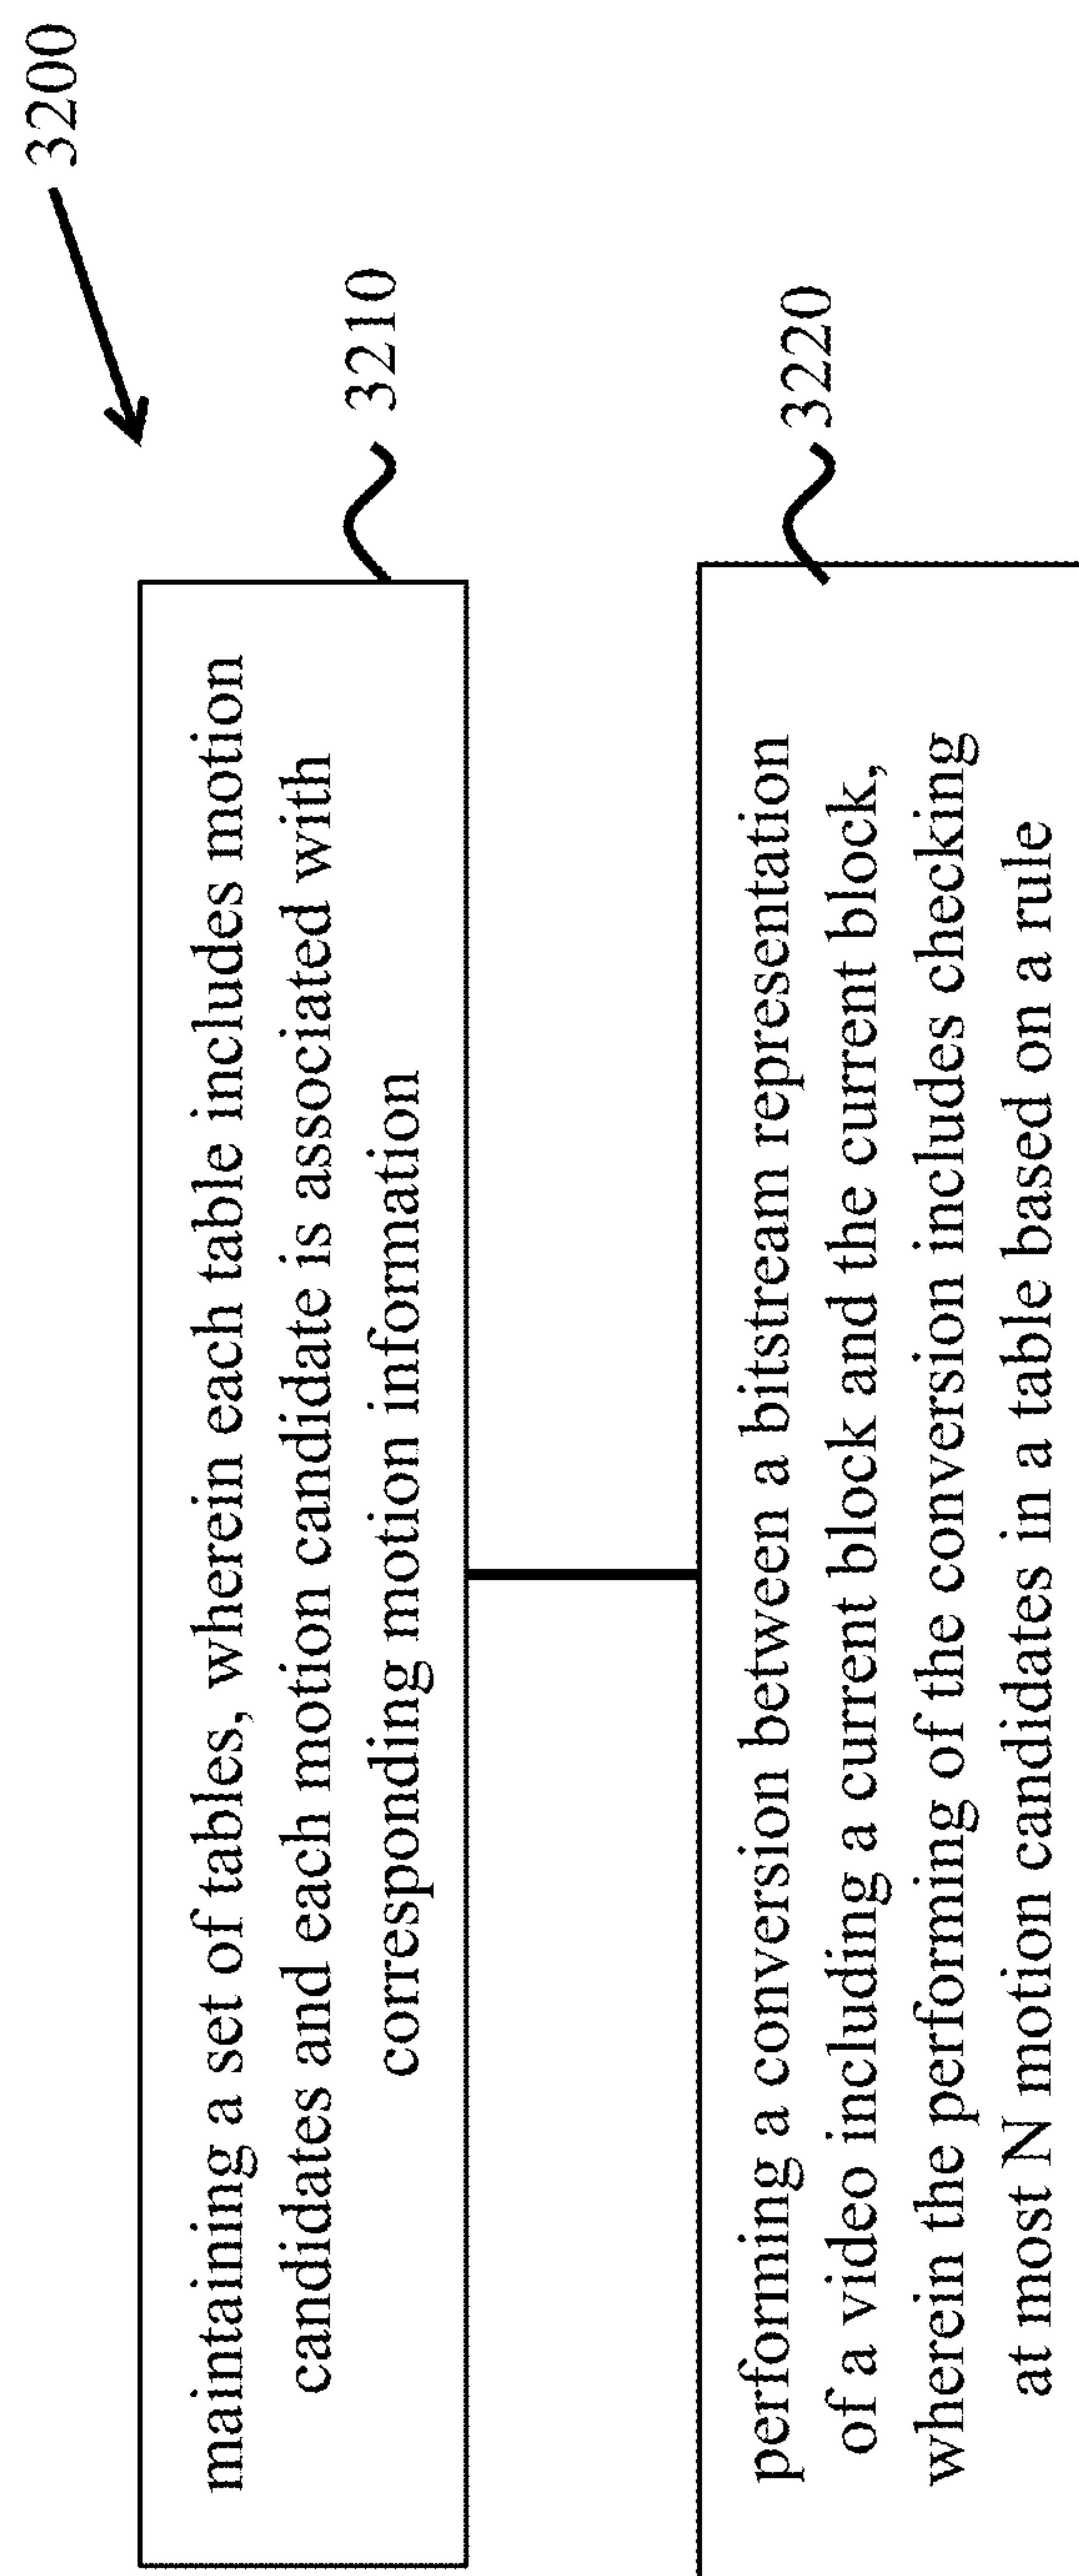 3200
maintaining a set of tables, wherein each table includes motion
candidates and each motion candidate is associated with
corresponding motion information
3210
performing a conversion between a bitstream representation
of a video including a current block and the current block,
wherein the performing of the conversion includes checking
at most N motion candidates in a table based on a rule
3220